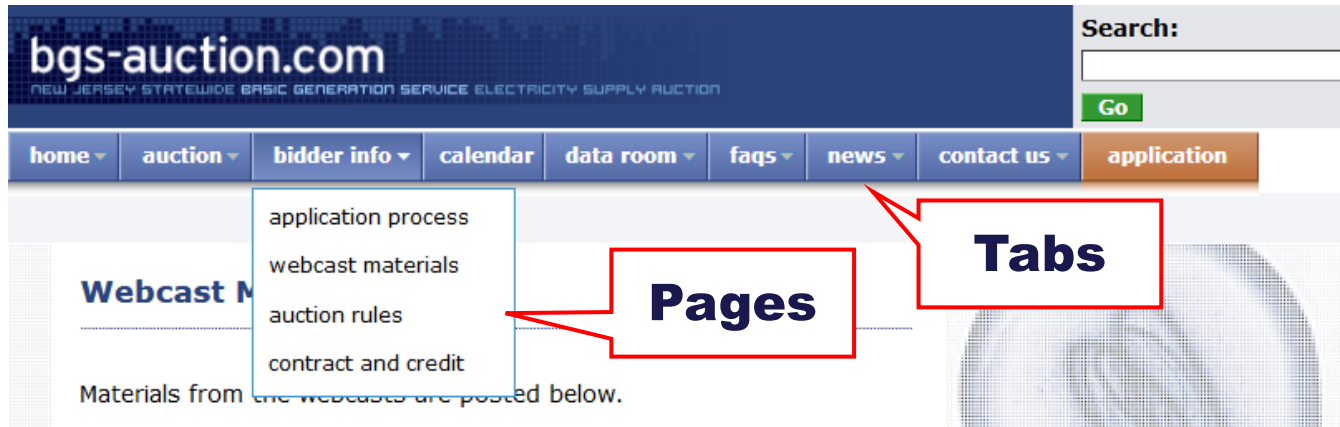 bgs-auction.com
NEW JERSEY STATEWIDE BASIC GENERATION SERVICE ELECTRICITY SUPPLY AUCTION
Search:
Go
home auction bidder info calendar data room faqs news contact us application
application process
webcast materials
auction rules
contract and credit
Tabs
Pages
Webcast M
Materials from the webcasts are posted below.